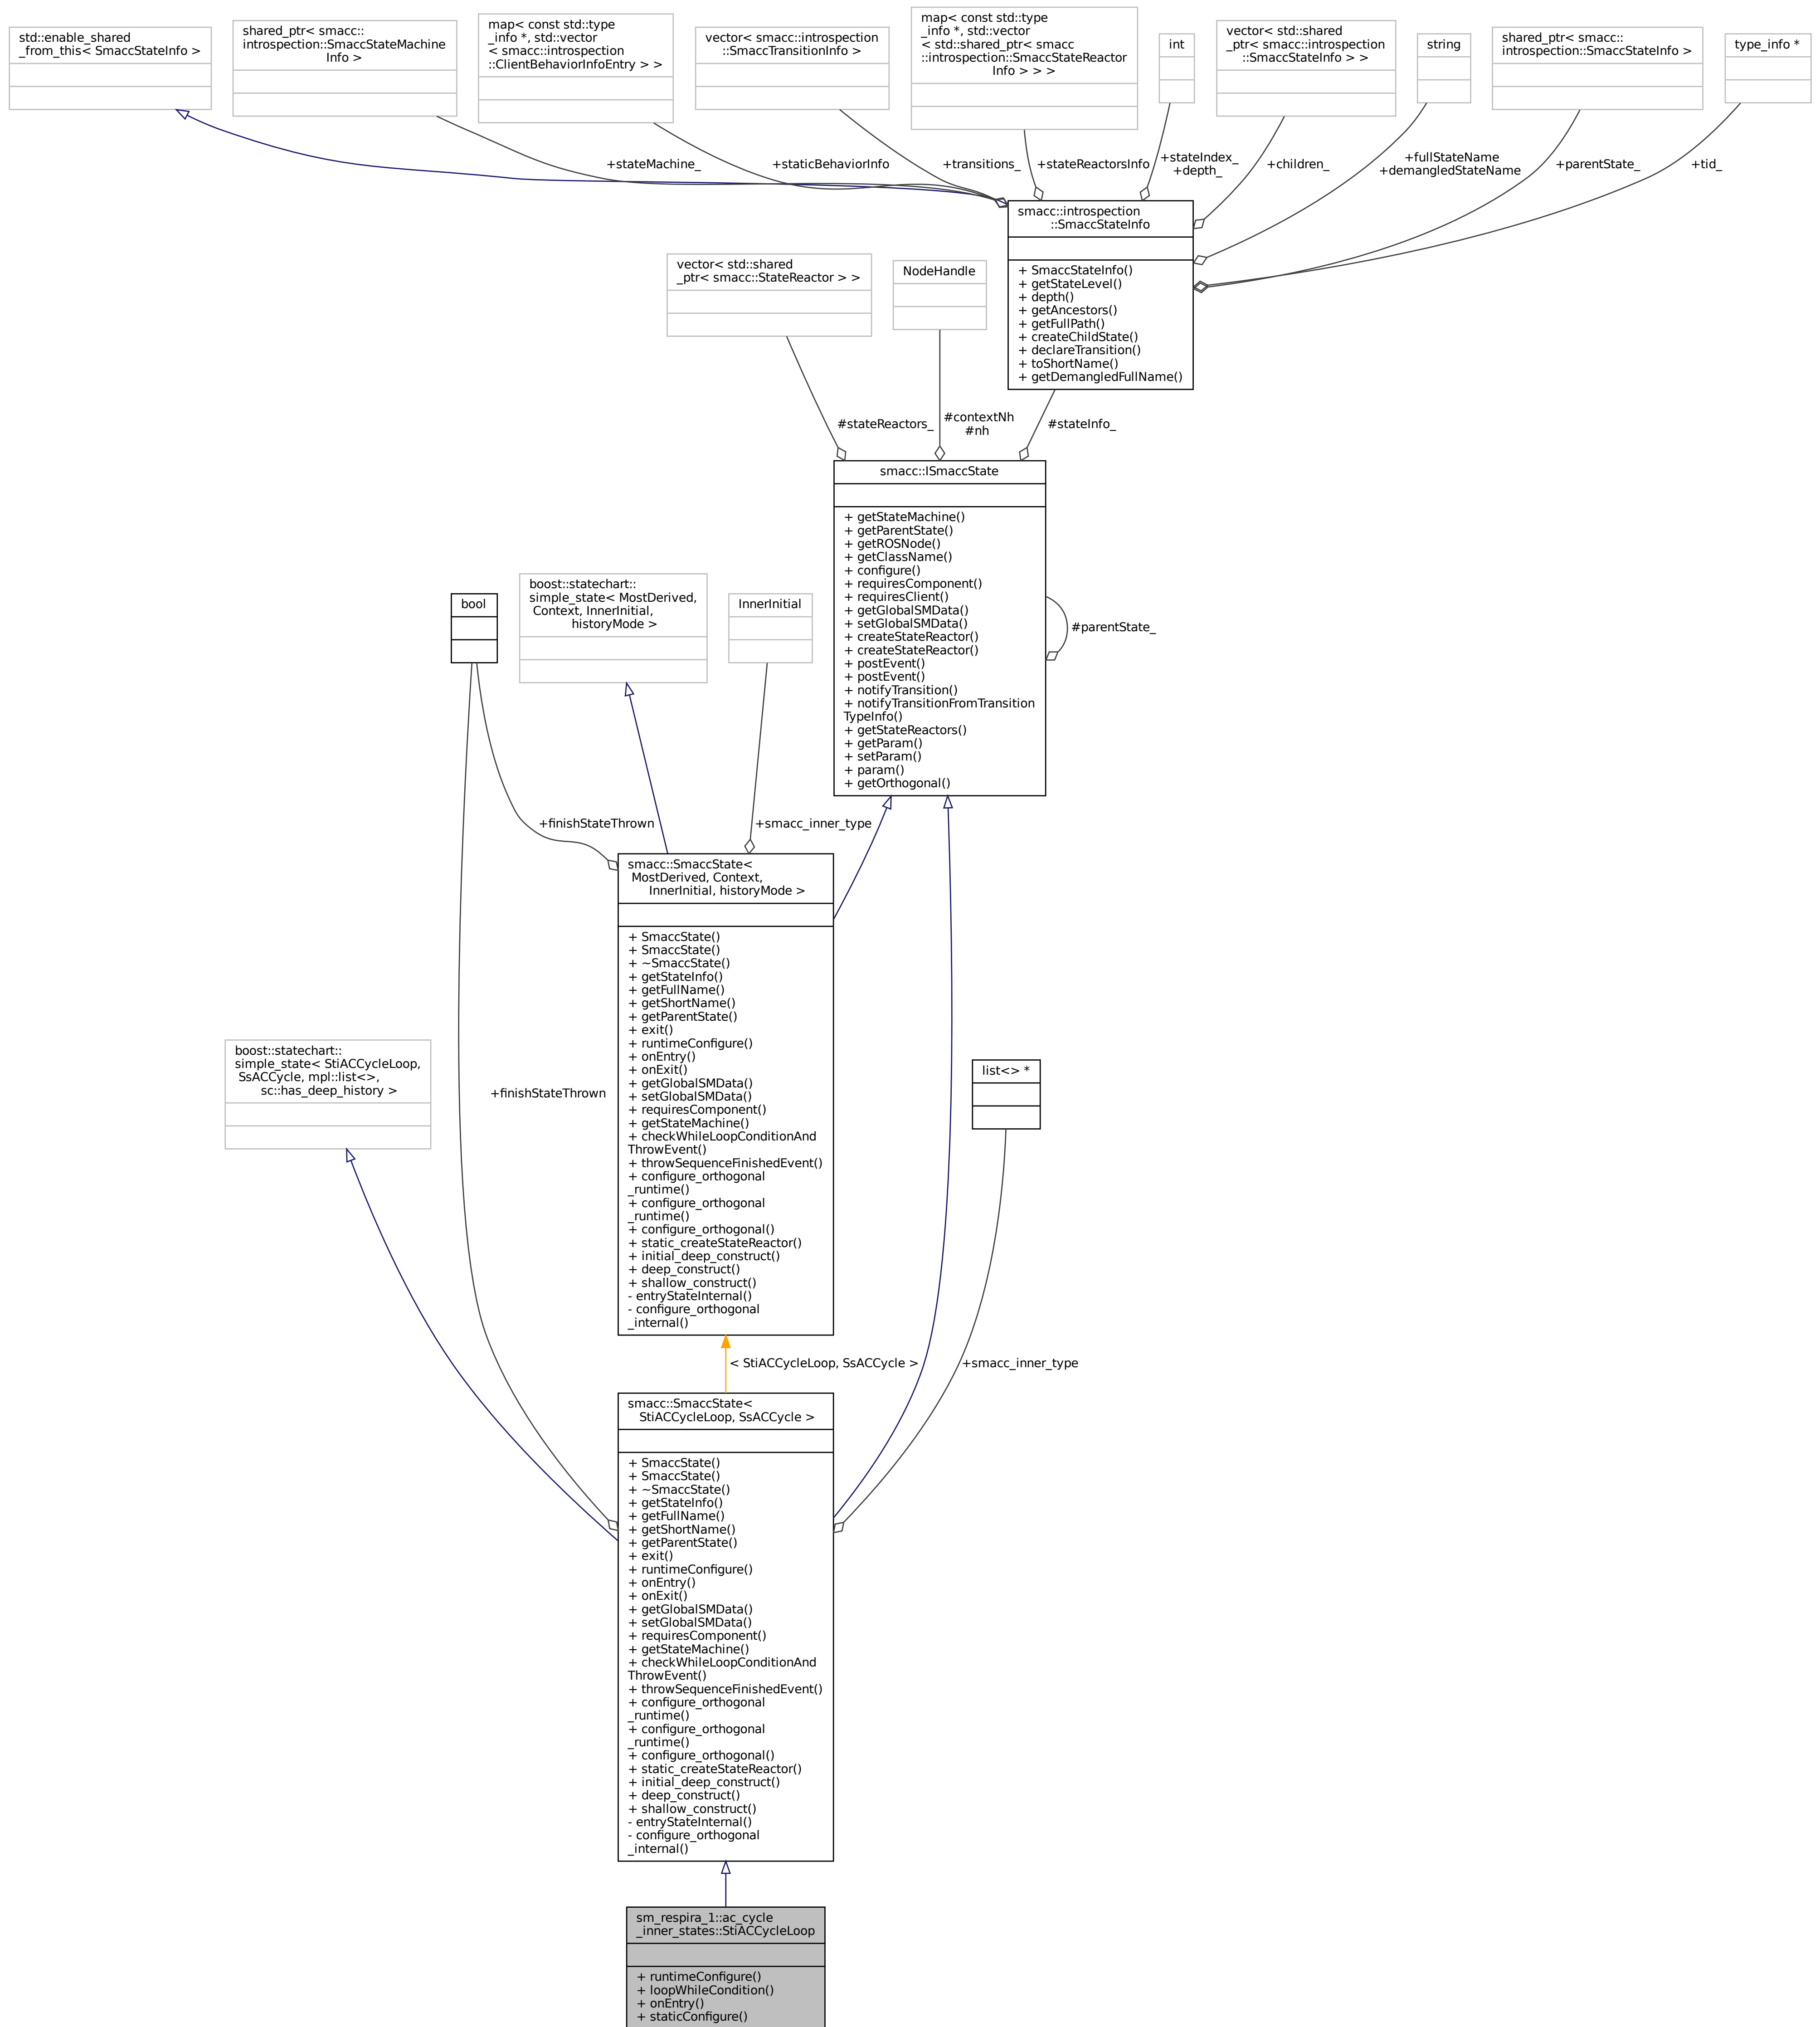 std::enable_shared
_from_this< SmaccStateInfo >
shared_ptr< smacc::
introspection::SmaccStateMachine
Info >
map< const std::type
_info *, std::vector
< smacc::introspection
::ClientBehaviorInfoEntry > >
vector< smacc::introspection
::SmaccTransitionInfo >
map< const std::type
_info *, std::vector
< std::shared_ptr< smacc
::introspection::SmaccStateReactor
Info > > >
int
vector< std::shared
_ptr< smacc::introspection
::SmaccStateInfo > >
string
shared_ptr< smacc::
introspection::SmaccStateInfo >
type_info *
+stateMachine_
+staticBehaviorInfo
+transitions_
+stateReactorsInfo
+stateIndex_
+depth_
+children_
+fullStateName
+demangledStateName
+parentState_
+tid_
smacc::introspection
::SmaccStateInfo
+ SmaccStateInfo()
+ getStateLevel()
+ depth()
+ getAncestors()
+ getFullPath()
+ createChildState()
+ declareTransition()
+ toShortName()
+ getDemangledFullName()
vector< std::shared
_ptr< smacc::StateReactor > >
NodeHandle
#stateReactors_
#contextNh
#nh
#stateInfo_
smacc::ISmaccState
+ getStateMachine()
+ getParentState()
+ getROSNode()
+ getClassName()
+ configure()
+ requiresComponent()
+ requiresClient()
+ getGlobalSMData()
+ setGlobalSMData()
+ createStateReactor()
+ createStateReactor()
+ postEvent()
+ postEvent()
+ notifyTransition()
+ notifyTransitionFromTransition
TypeInfo()
+ getStateReactors()
+ getParam()
+ setParam()
+ param()
+ getOrthogonal()
#parentState_
bool
boost::statechart::
simple_state< MostDerived,
Context, InnerInitial,
historyMode >
InnerInitial
+finishStateThrown
+smacc_inner_type
smacc::SmaccState<
MostDerived, Context,
InnerInitial, historyMode >
+ SmaccState()
+ SmaccState()
+ ~SmaccState()
+ getStateInfo()
+ getFullName()
+ getShortName()
+ getParentState()
+ exit()
+ runtimeConfigure()
+ onEntry()
+ onExit()
+ getGlobalSMData()
+ setGlobalSMData()
+ requiresComponent()
+ getStateMachine()
+ checkWhileLoopConditionAnd
ThrowEvent()
+ throwSequenceFinishedEvent()
+ configure_orthogonal
_runtime()
+ configure_orthogonal
_runtime()
+ configure_orthogonal()
+ static_createStateReactor()
+ initial_deep_construct()
+ deep_construct()
+ shallow_construct()
- entryStateInternal()
- configure_orthogonal
_internal()
boost::statechart::
simple_state< StiACCycleLoop,
SsACCycle, mpl::list<>,
sc::has_deep_history >
+finishStateThrown
list<> *
< StiACCycleLoop, SsACCycle >
+smacc_inner_type
smacc::SmaccState<
StiACCycleLoop, SsACCycle >
+ SmaccState()
+ SmaccState()
+ ~SmaccState()
+ getStateInfo()
+ getFullName()
+ getShortName()
+ getParentState()
+ exit()
+ runtimeConfigure()
+ onEntry()
+ onExit()
+ getGlobalSMData()
+ setGlobalSMData()
+ requiresComponent()
+ getStateMachine()
+ checkWhileLoopConditionAnd
ThrowEvent()
+ throwSequenceFinishedEvent()
+ configure_orthogonal
_runtime()
+ configure_orthogonal
_runtime()
+ configure_orthogonal()
+ static_createStateReactor()
+ initial_deep_construct()
+ deep_construct()
+ shallow_construct()
- entryStateInternal()
- configure_orthogonal
_internal()
sm_respira_1::ac_cycle
_inner_states::StiACCycleLoop
+ runtimeConfigure()
+ loopWhileCondition()
+ onEntry()
+ staticConfigure()